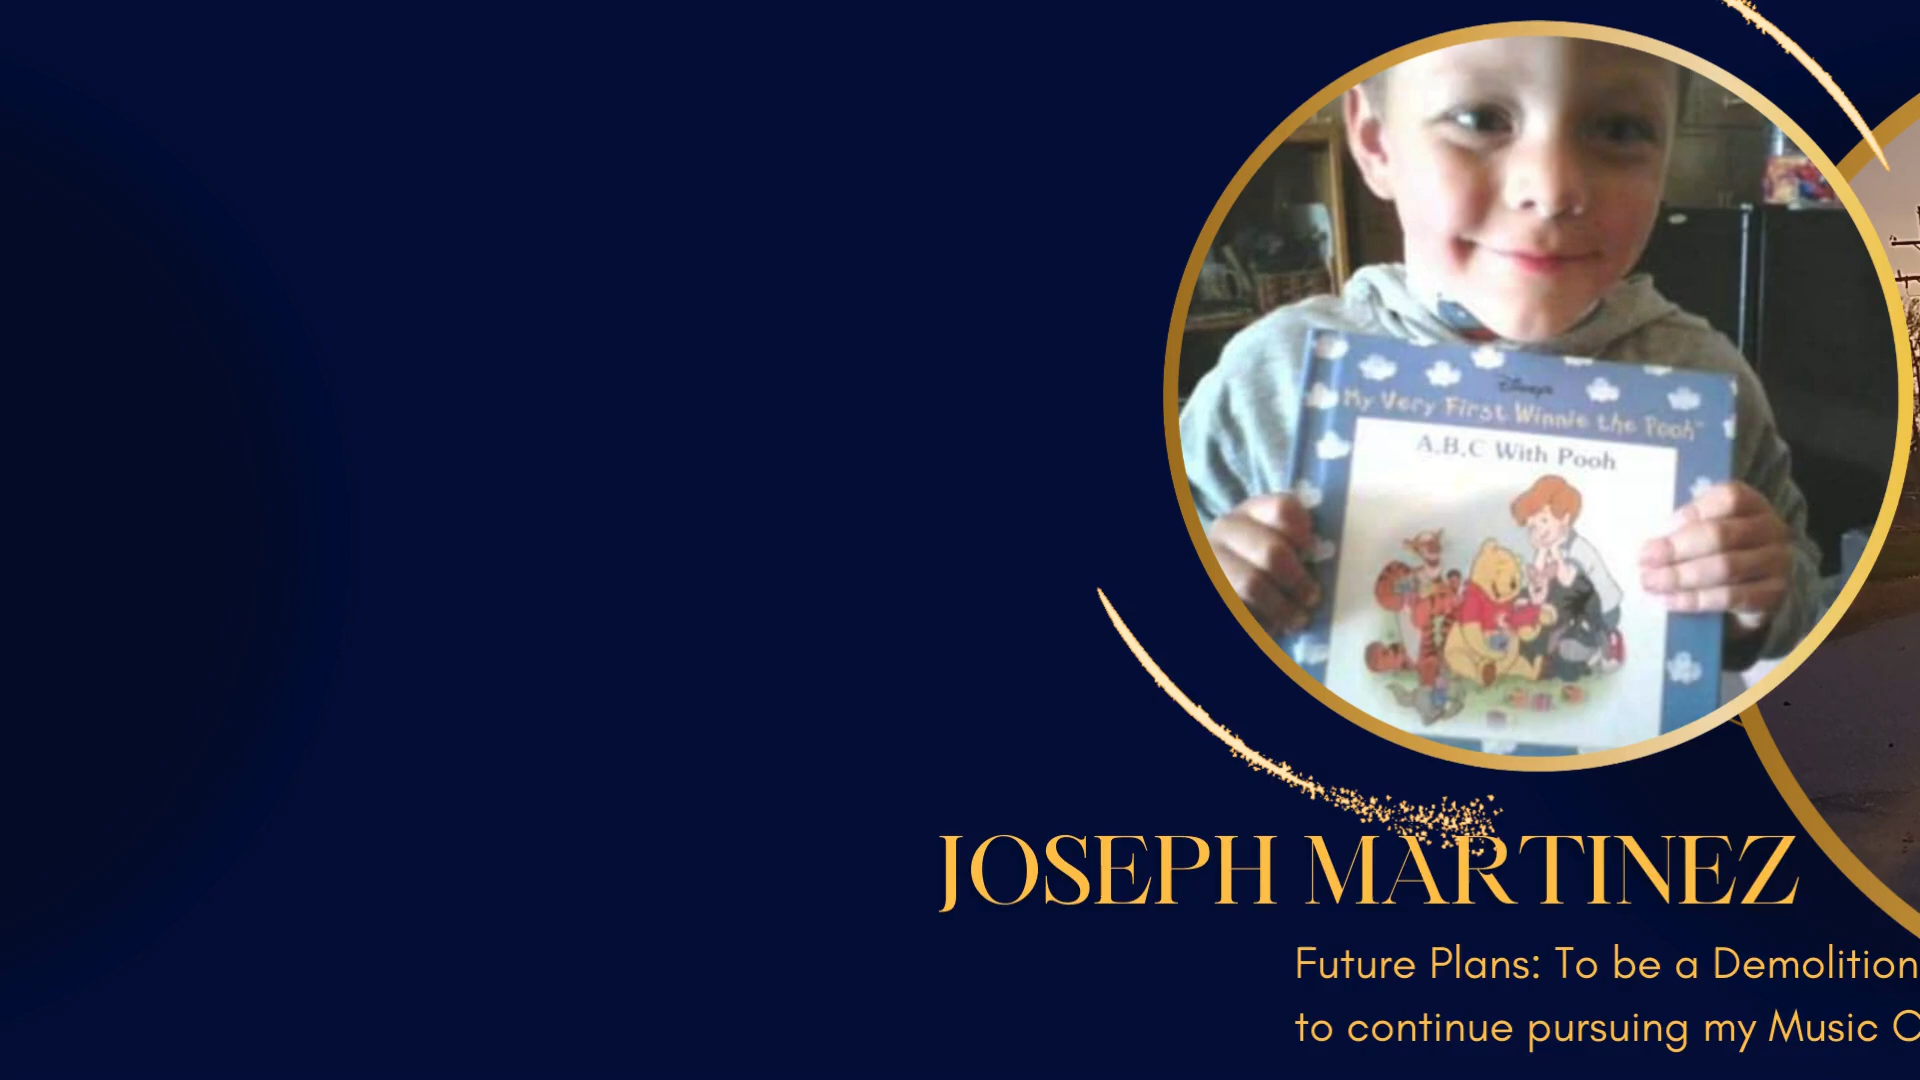 Disney's
My Very First Winnie the Pooh™
A.B.C With Pooh
JOSEPH MARTINEZ
Future Plans: To be a Demolition
to continue pursuing my Music